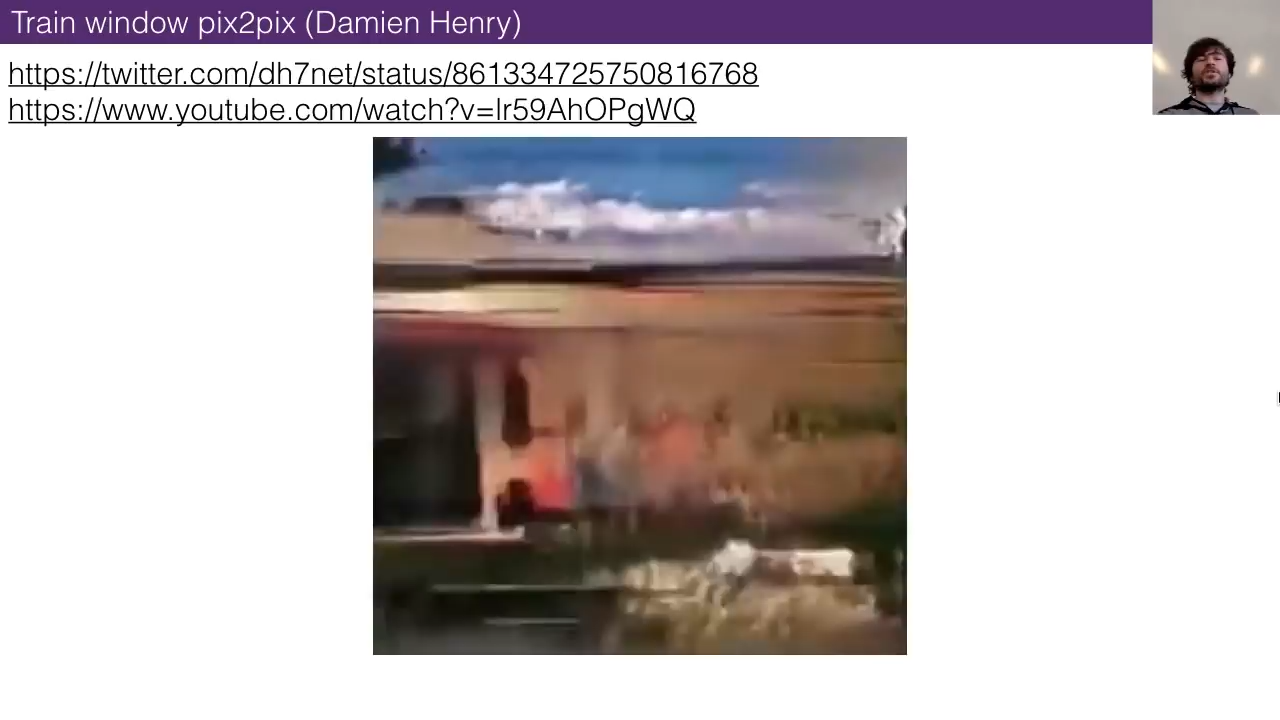 Train window pix2pix (Damien Henry)
https://twitter.com/dh7net/status/861334725750816768
https://www.youtube.com/watch?v=lr59AhOPgWQ